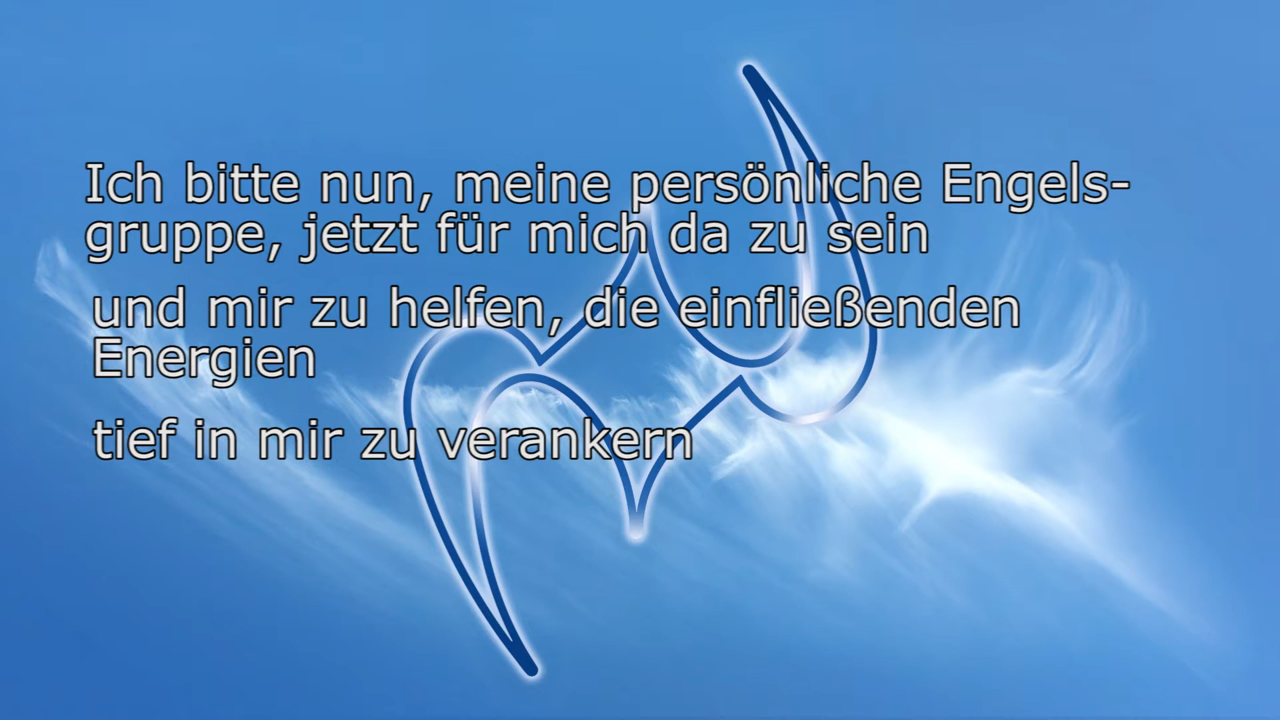 Ich bitte nun, meine persönliche Engels-
gruppe, jetzt für mich da zu sein
und mir zu helfen, die einfließenden
Energien
tief in mir zu verankern